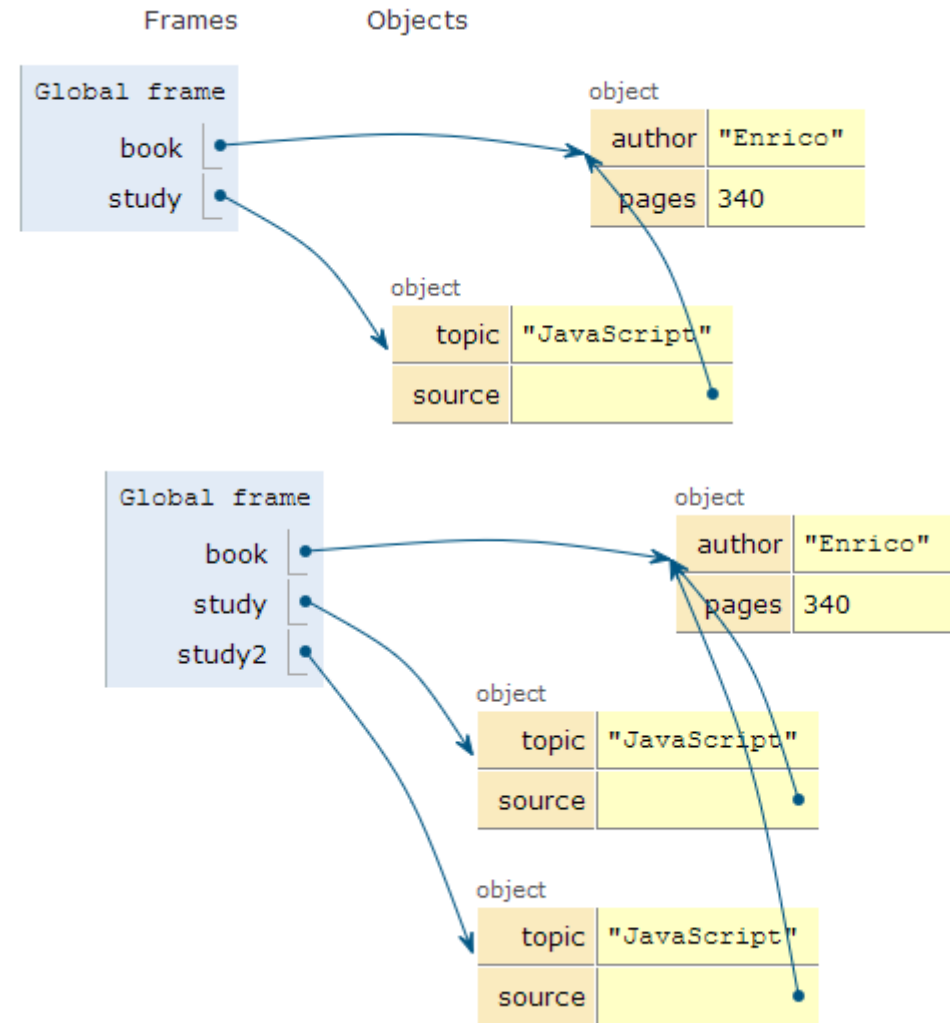 Frames Objects
Global frame
book
study
object
author "Enrico"
pages 340
object
topic "JavaScript"
source
Global frame
book
study
study2
object
author "Enrico"
pages 340
object
topic "JavaScript"
source
object
topic "JavaScript"
source